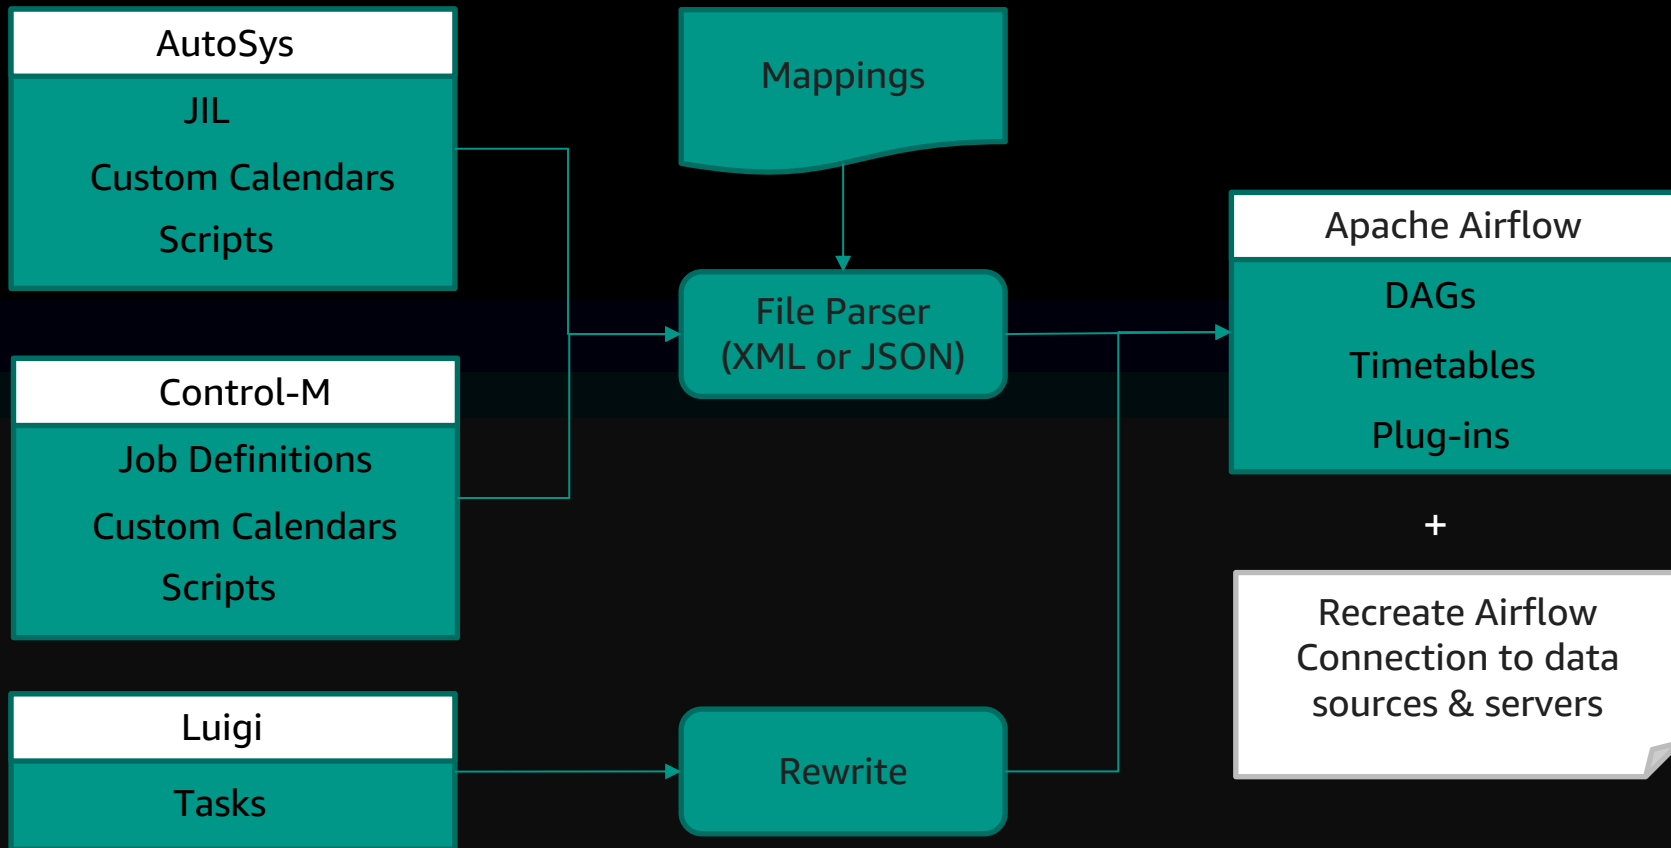 AutoSys
JIL
Custom Calendars
Scripts
Control-M
Job Definitions
Custom Calendars
Scripts
Luigi
Tasks
Mappings
File Parser
(XML or JSON)
Rewrite
Apache Airflow
DAGs
Timetables
Plug-ins
+
Recreate Airflow
Connection to data
sources & servers